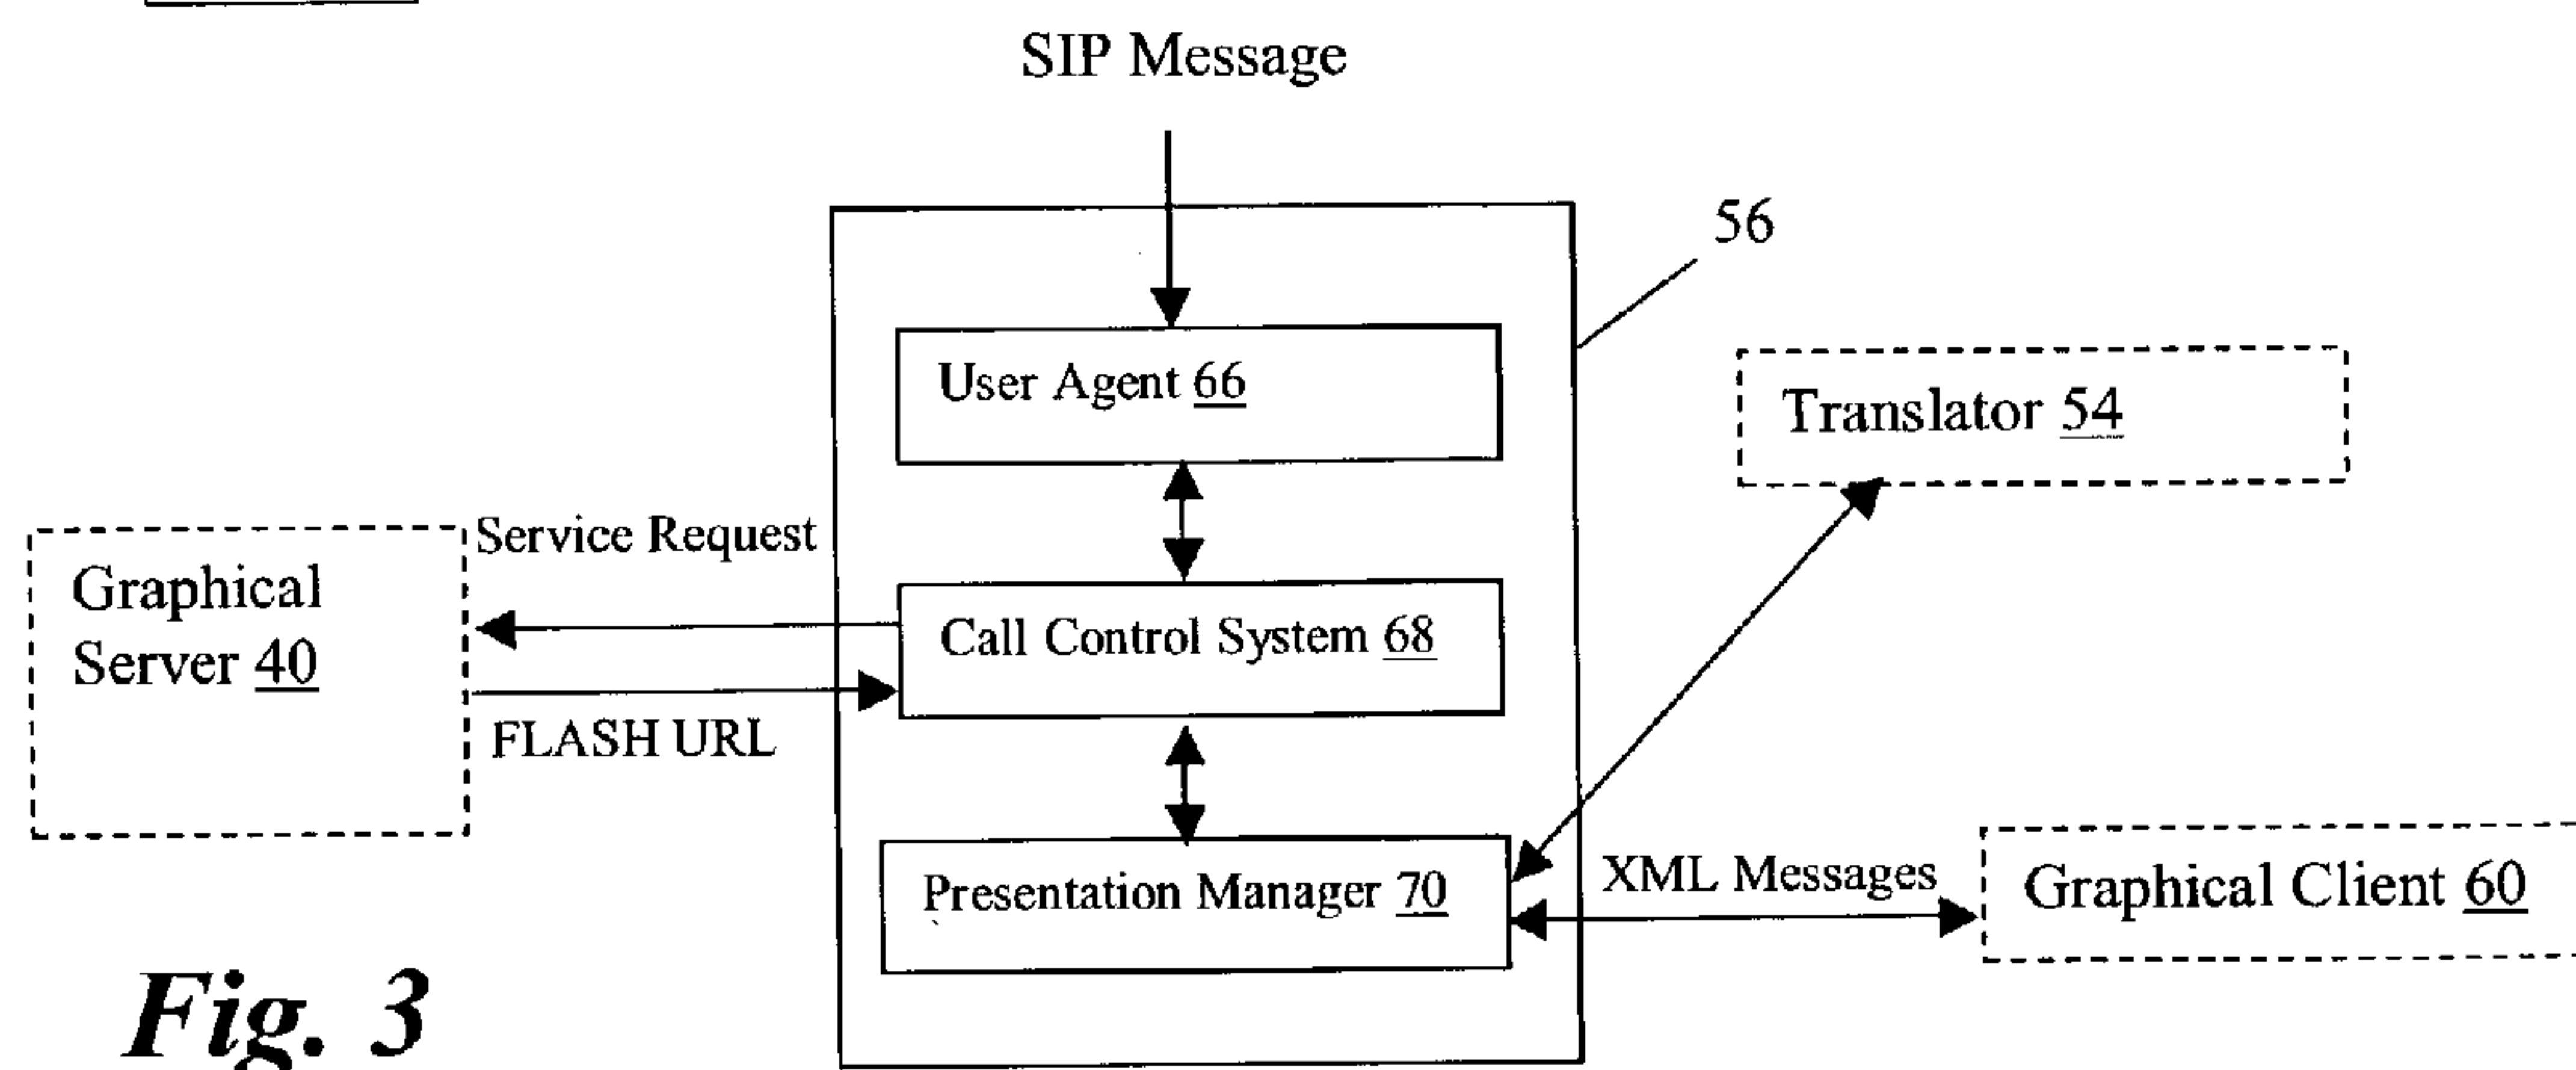 SIP Message
56
User Agent 66
Translator 54
Service Request
Graphical
Server 40
Call Control System 68
FLASH URL
Presentation Manager 70
XML Messages
Graphical Client 60
Fig. 3